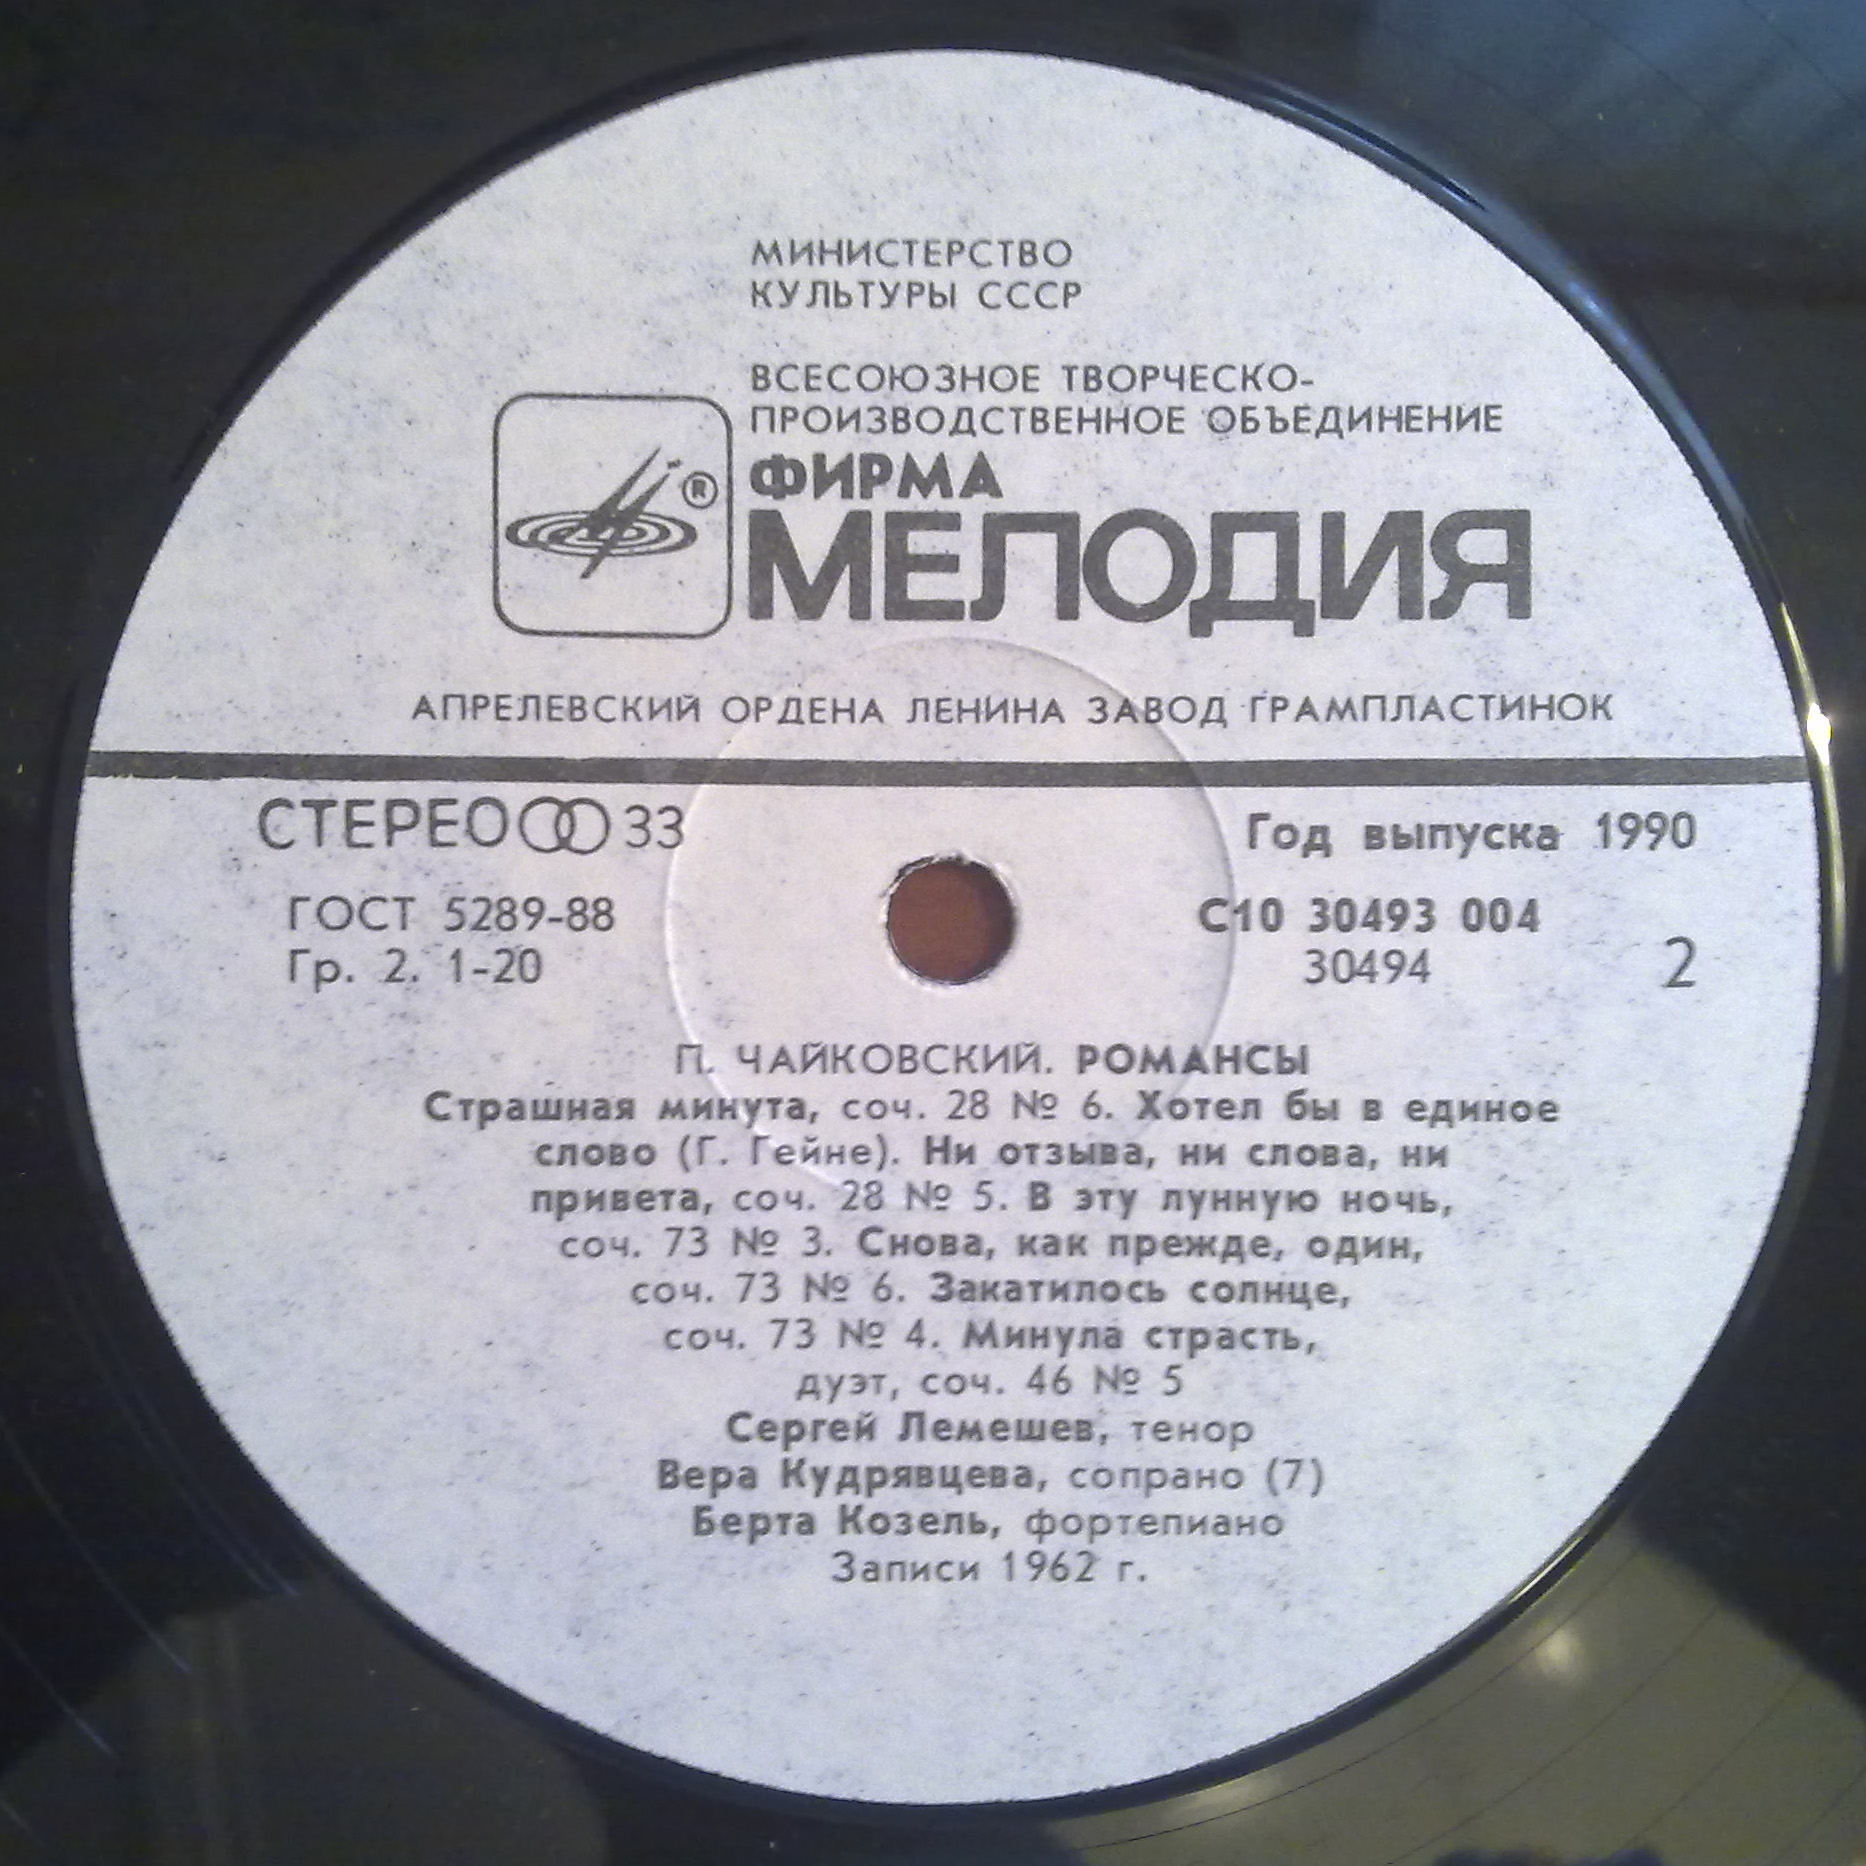 МИНИСТЕРСТВО
КУЛЬТУРЫ СССР
ВСЕСОЮЗНОЕ ТВОРЧЕСКО-
ПРОИЗВОДСТВЕННОЕ ОБЪЕДИНЕНИЕ
ФИРМА
®
МЕЛОДИЯ
АПРЕЛЕВСКИЙ ОРДЕНА ЛЕНИНА ЗАВОД ГРАМПЛАСТИНОК
СТЕРЕО 33
Год выпуска 1990
ГОСТ 5289-88
С10 30493 004
Гр. 2. 1-20
30494
2
П. ЧАЙКОВСКИЙ. РОМАНСЫ
Страшная минута, соч. 28 № 6. Хотел бы в единое
слово (Г. Гейне). Ни отзыва, ни слова, ни
привета, соч. 28 № 5. В эту лунную ночь,
соч. 73 № 3. Снова, как прежде, один,
соч. 73 № 6. Закатилось солнце,
соч. 73 № 4. Минула страсть,
дуэт, соч. 46 № 5
Сергей Лемешев, тенор
Вера Кудрявцева, сопрано (7)
Берта Козель, фортепиано
Записи 1962 г.